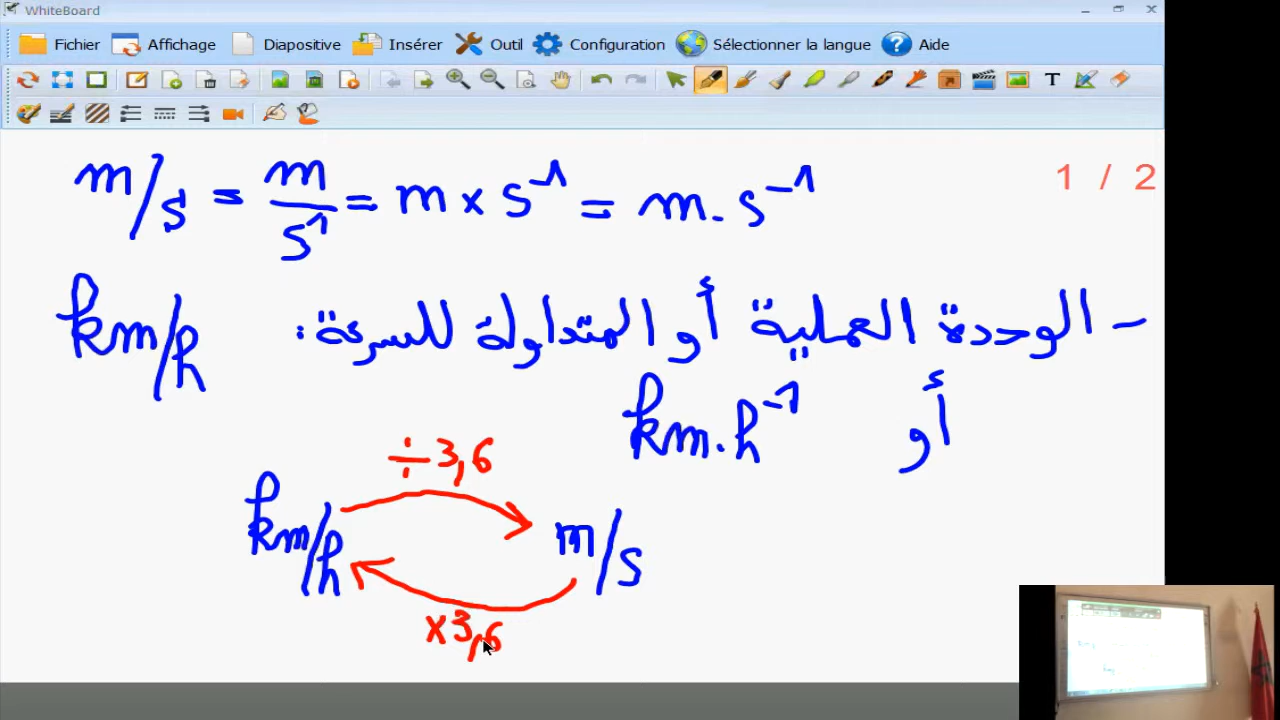 WhiteBoard
Fichier Affichage Diapositive Insérer Outil Configuration Sélectionner la langue Aide
T
1 / 2
m/s = m/s¹ = m × s⁻¹ = m. s⁻¹
- الوحدة العملية أو المتداولة للسرعة: km/h
أو km.h⁻¹
÷ 3,6
km/h m/s
×3,6